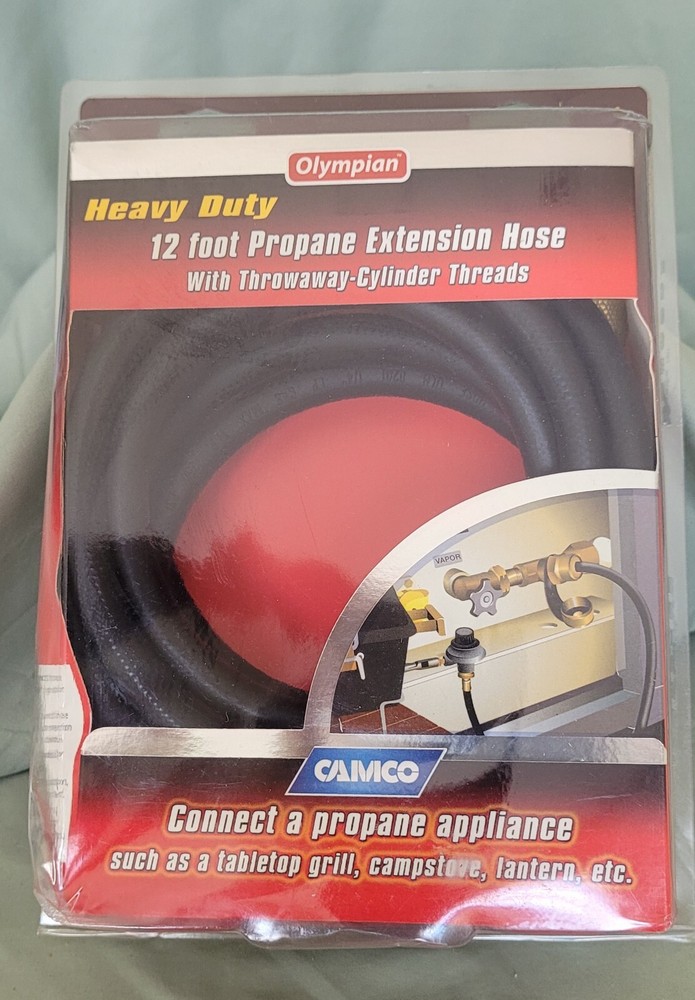 Olympian™
Heavy Duty
12 foot Propane Extension Hose
With Throwaway-Cylinder Threads
VAPOR
CAMCO
Connect a propane appliance
such as a tabletop grill, campstove, lantern, etc.